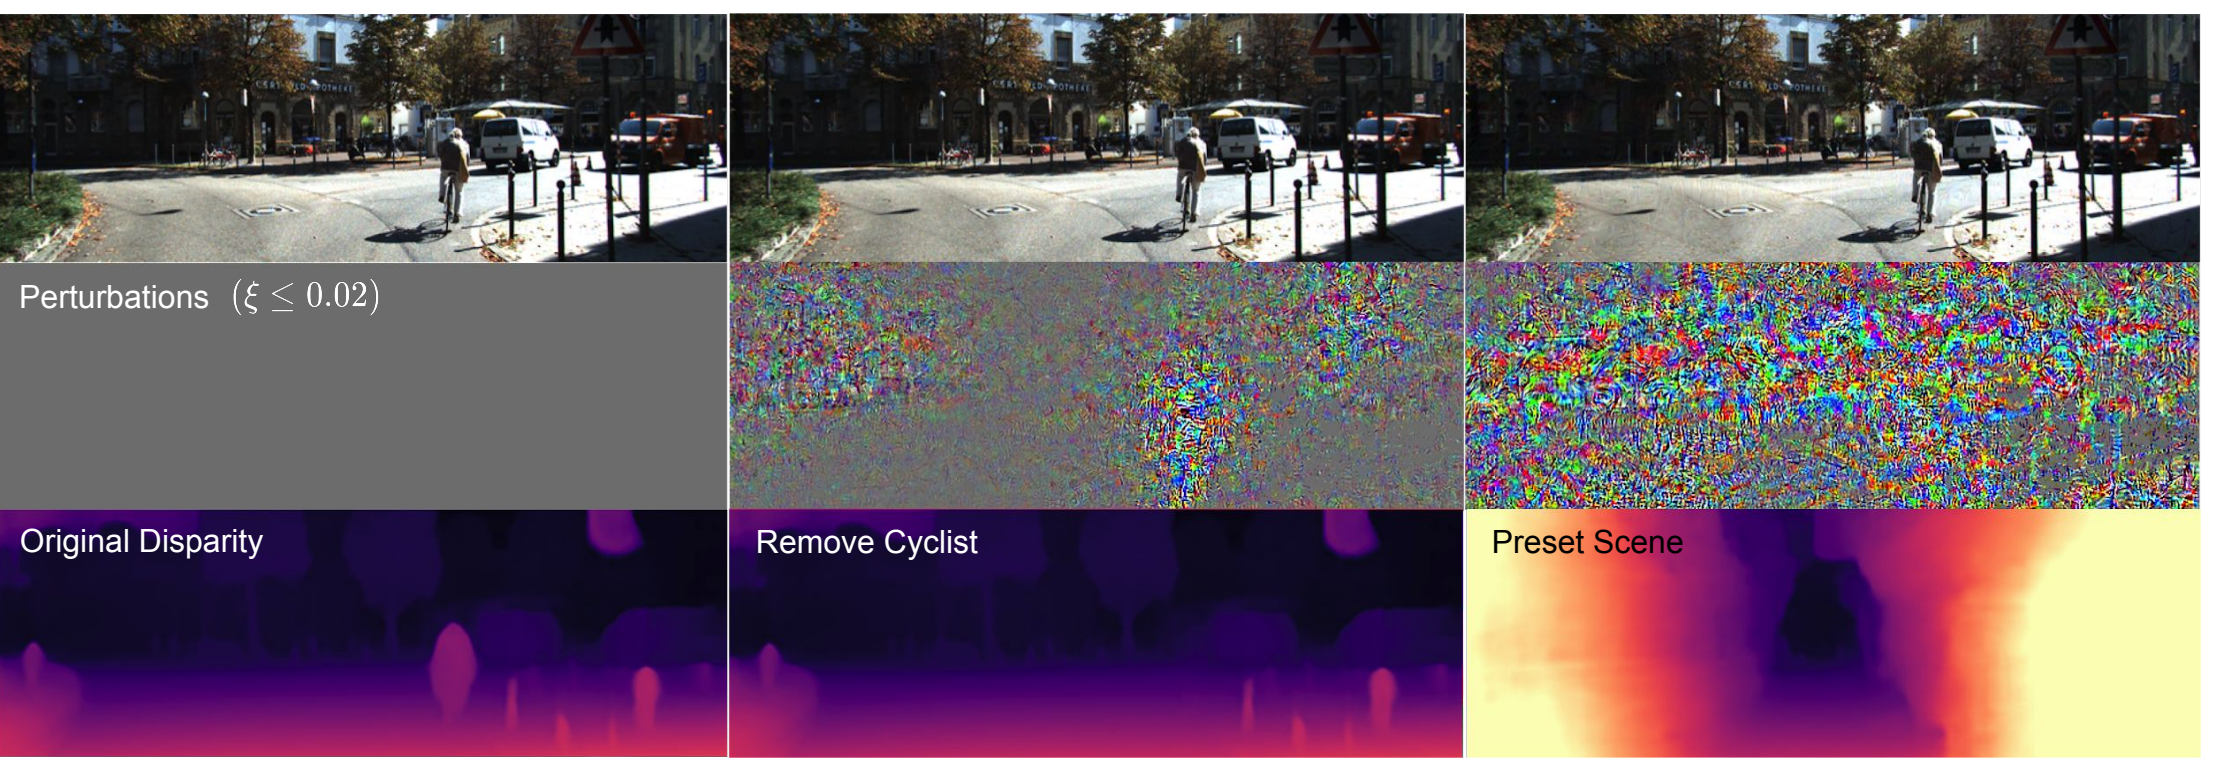 Perturbations (ξ ≤ 0.02)
Original Disparity
Remove Cyclist
Preset Scene